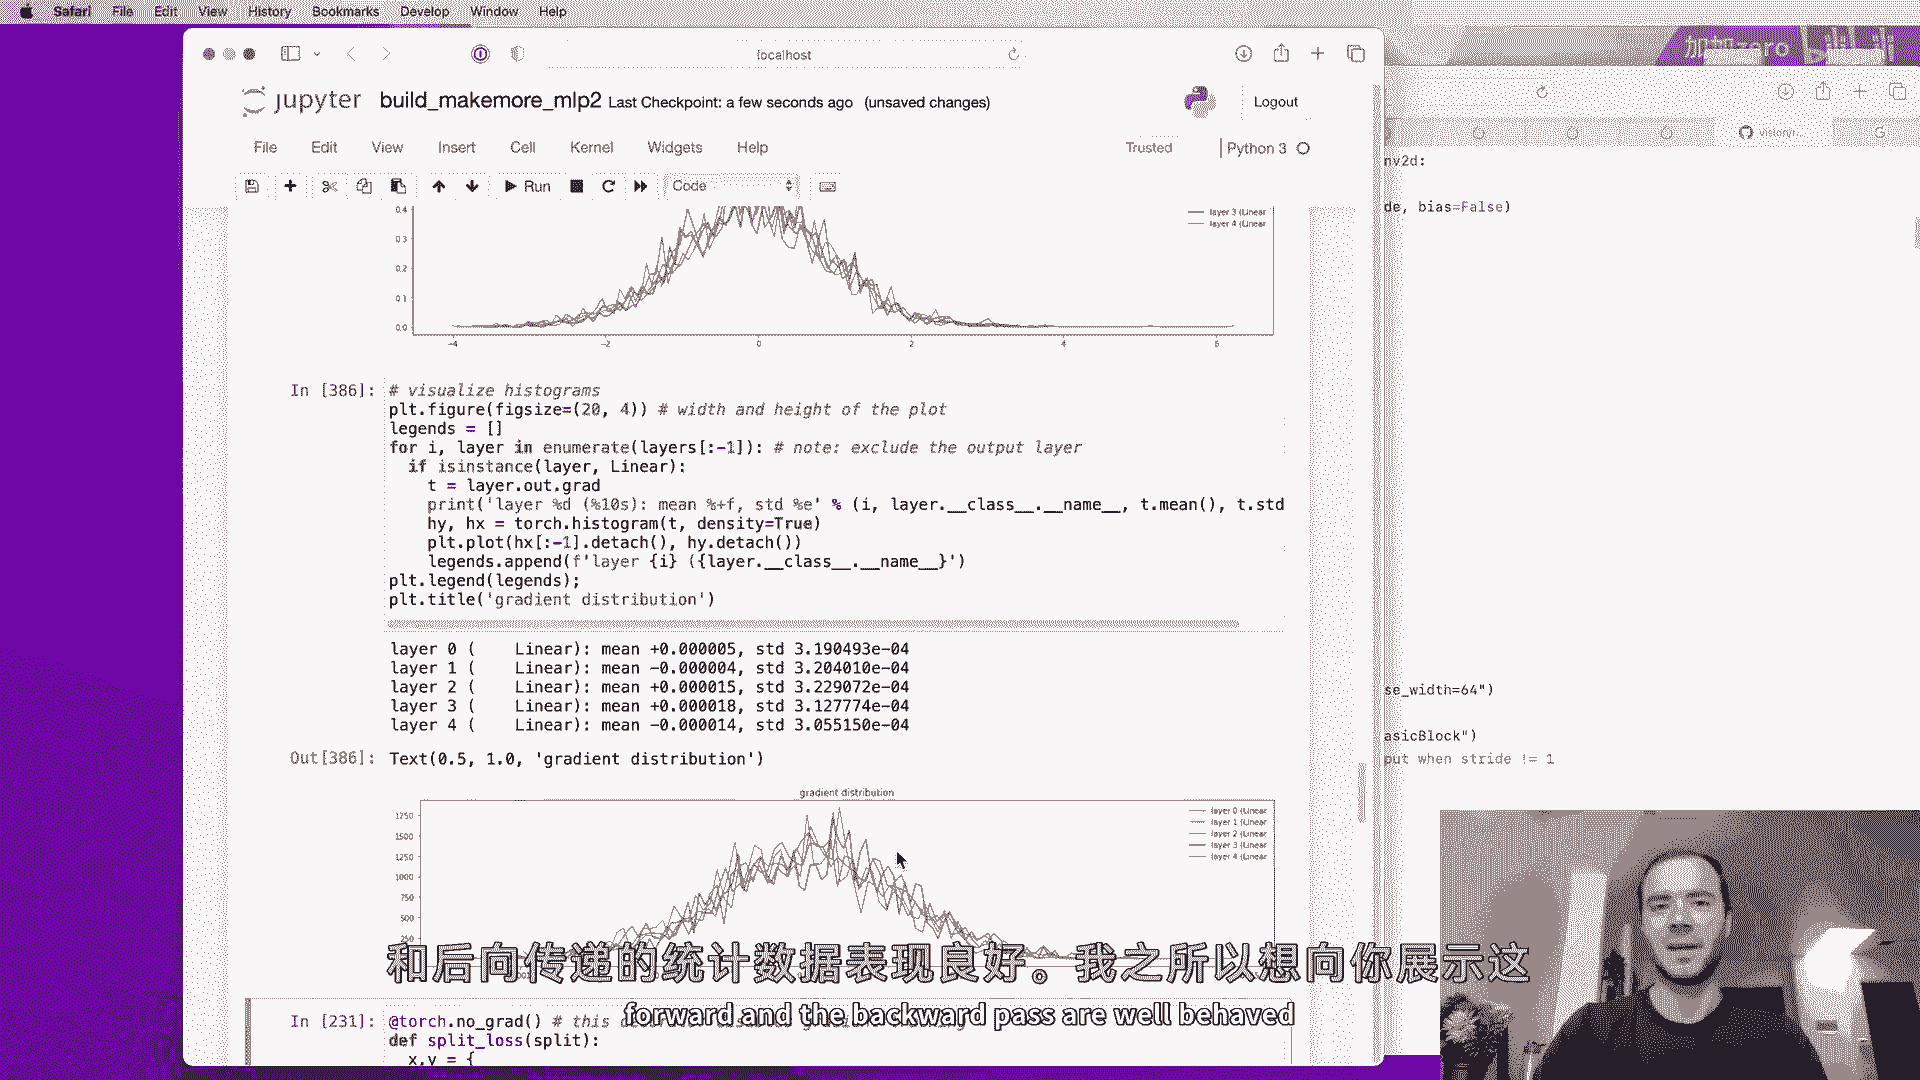 Safari File Edit View History Bookmarks Develop Window Help
localhost
加加zero bilibili
jupyter build_makemore_mlp2 Last Checkpoint: a few seconds ago (unsaved changes)
Logout
File Edit View Insert Cell Kernel Widgets Help
Trusted Python 3
Run Code
0.4
0.3
0.2
0.1
0.0
-4 -2 0 2 4 6
layer 3 (Linear
layer 4 (Linear
In [386]: # visualize histograms
plt.figure(figsize=(20, 4)) # width and height of the plot
legends = []
for i, layer in enumerate(layers[:-1]): # note: exclude the output layer
if isinstance(layer, Linear):
t = layer.out.grad
print('layer %d (%10s): mean %+f, std %e' % (i, layer.__class__.__name__, t.mean(), t.std
hy, hx = torch.histogram(t, density=True)
plt.plot(hx[:-1].detach(), hy.detach())
legends.append(f'layer {i} ({layer.__class__.__name__}')
plt.legend(legends);
plt.title('gradient distribution')
layer 0 (    Linear): mean +0.000005, std 3.190493e-04
layer 1 (    Linear): mean -0.000004, std 3.204010e-04
layer 2 (    Linear): mean +0.000015, std 3.229072e-04
layer 3 (    Linear): mean +0.000018, std 3.127774e-04
layer 4 (    Linear): mean -0.000014, std 3.055150e-04
Out[386]: Text(0.5, 1.0, 'gradient distribution')
gradient distribution
1750
1500
1250
1000
750
500
layer 0 (Linear
layer 1 (Linear
layer 2 (Linear
layer 3 (Linear
layer 4 (Linear
In [231]: @torch.no_grad() # this
def split_loss(split):
x,y = {
nv2d:
de, bias=False)
se_width=64")
asicBlock")
put when stride != 1
和后向传递的统计数据表现良好。我之所以想向你展示这
forward and the backward pass are well behaved